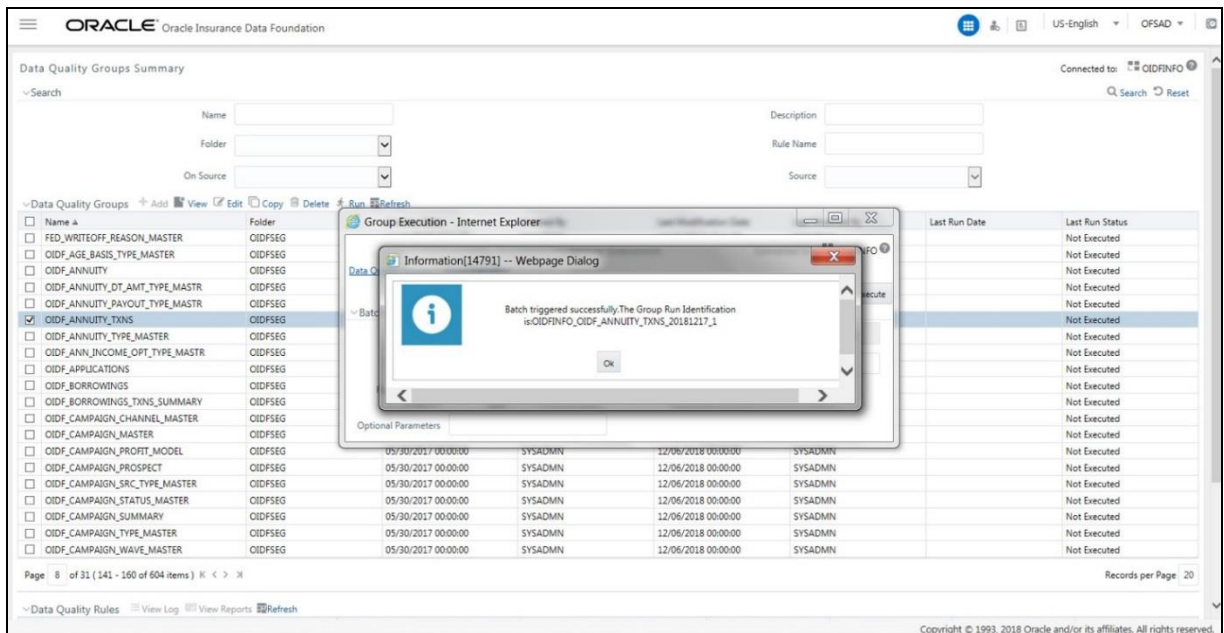 ORACLE Oracle Insurance Data Foundation US-English OFSAD
Data Quality Groups Summary Connected to: OIDFINFO
Search Search Reset
Name Description
Folder Rule Name
On Source Source
Data Quality Groups Add View Edit Copy Delete Run Refresh
Name Folder Last Run Date Last Run Status
Group Execution - Internet Explorer
Information[14791] -- Webpage Dialog
Batch triggered successfully.The Group Run Identification
is:OIDFINFO_OIDF_ANNUITY_TXNS_20181217_1
Ok
Optional Parameters
FED_WRITEOFF_REASON_MASTER OIDFSEG Not Executed
OIDF_AGE_BASIS_TYPE_MASTER OIDFSEG Not Executed
OIDF_ANNUITY OIDFSEG Not Executed
OIDF_ANNUITY_DT_AMT_TYPE_MASTR OIDFSEG Not Executed
OIDF_ANNUITY_PAYOUT_TYPE_MASTR OIDFSEG Not Executed
OIDF_ANNUITY_TXNS OIDFSEG Not Executed
OIDF_ANNUITY_TYPE_MASTER OIDFSEG Not Executed
OIDF_ANN_INCOME_OPT_TYPE_MASTR OIDFSEG Not Executed
OIDF_APPLICATIONS OIDFSEG Not Executed
OIDF_BORROWINGS OIDFSEG Not Executed
OIDF_BORROWINGS_TXNS_SUMMARY OIDFSEG Not Executed
OIDF_CAMPAIGN_CHANNEL_MASTER OIDFSEG Not Executed
OIDF_CAMPAIGN_MASTER OIDFSEG Not Executed
OIDF_CAMPAIGN_PROFIT_MODEL OIDFSEG 05/30/2017 00:00:00 SYSADMN 12/06/2018 00:00:00 SYSADMN Not Executed
OIDF_CAMPAIGN_PROSPECT OIDFSEG 05/30/2017 00:00:00 SYSADMN 12/06/2018 00:00:00 SYSADMN Not Executed
OIDF_CAMPAIGN_SRC_TYPE_MASTER OIDFSEG 05/30/2017 00:00:00 SYSADMN 12/06/2018 00:00:00 SYSADMN Not Executed
OIDF_CAMPAIGN_STATUS_MASTER OIDFSEG 05/30/2017 00:00:00 SYSADMN 12/06/2018 00:00:00 SYSADMN Not Executed
OIDF_CAMPAIGN_SUMMARY OIDFSEG 05/30/2017 00:00:00 SYSADMN 12/06/2018 00:00:00 SYSADMN Not Executed
OIDF_CAMPAIGN_TYPE_MASTER OIDFSEG 05/30/2017 00:00:00 SYSADMN 12/06/2018 00:00:00 SYSADMN Not Executed
OIDF_CAMPAIGN_WAVE_MASTER OIDFSEG 05/30/2017 00:00:00 SYSADMN 12/06/2018 00:00:00 SYSADMN Not Executed
Page 8 of 31 ( 141 - 160 of 604 items ) Records per Page 20
Data Quality Rules View Log View Reports Refresh
Copyright © 1993, 2018 Oracle and/or its affiliates. All rights reserved.